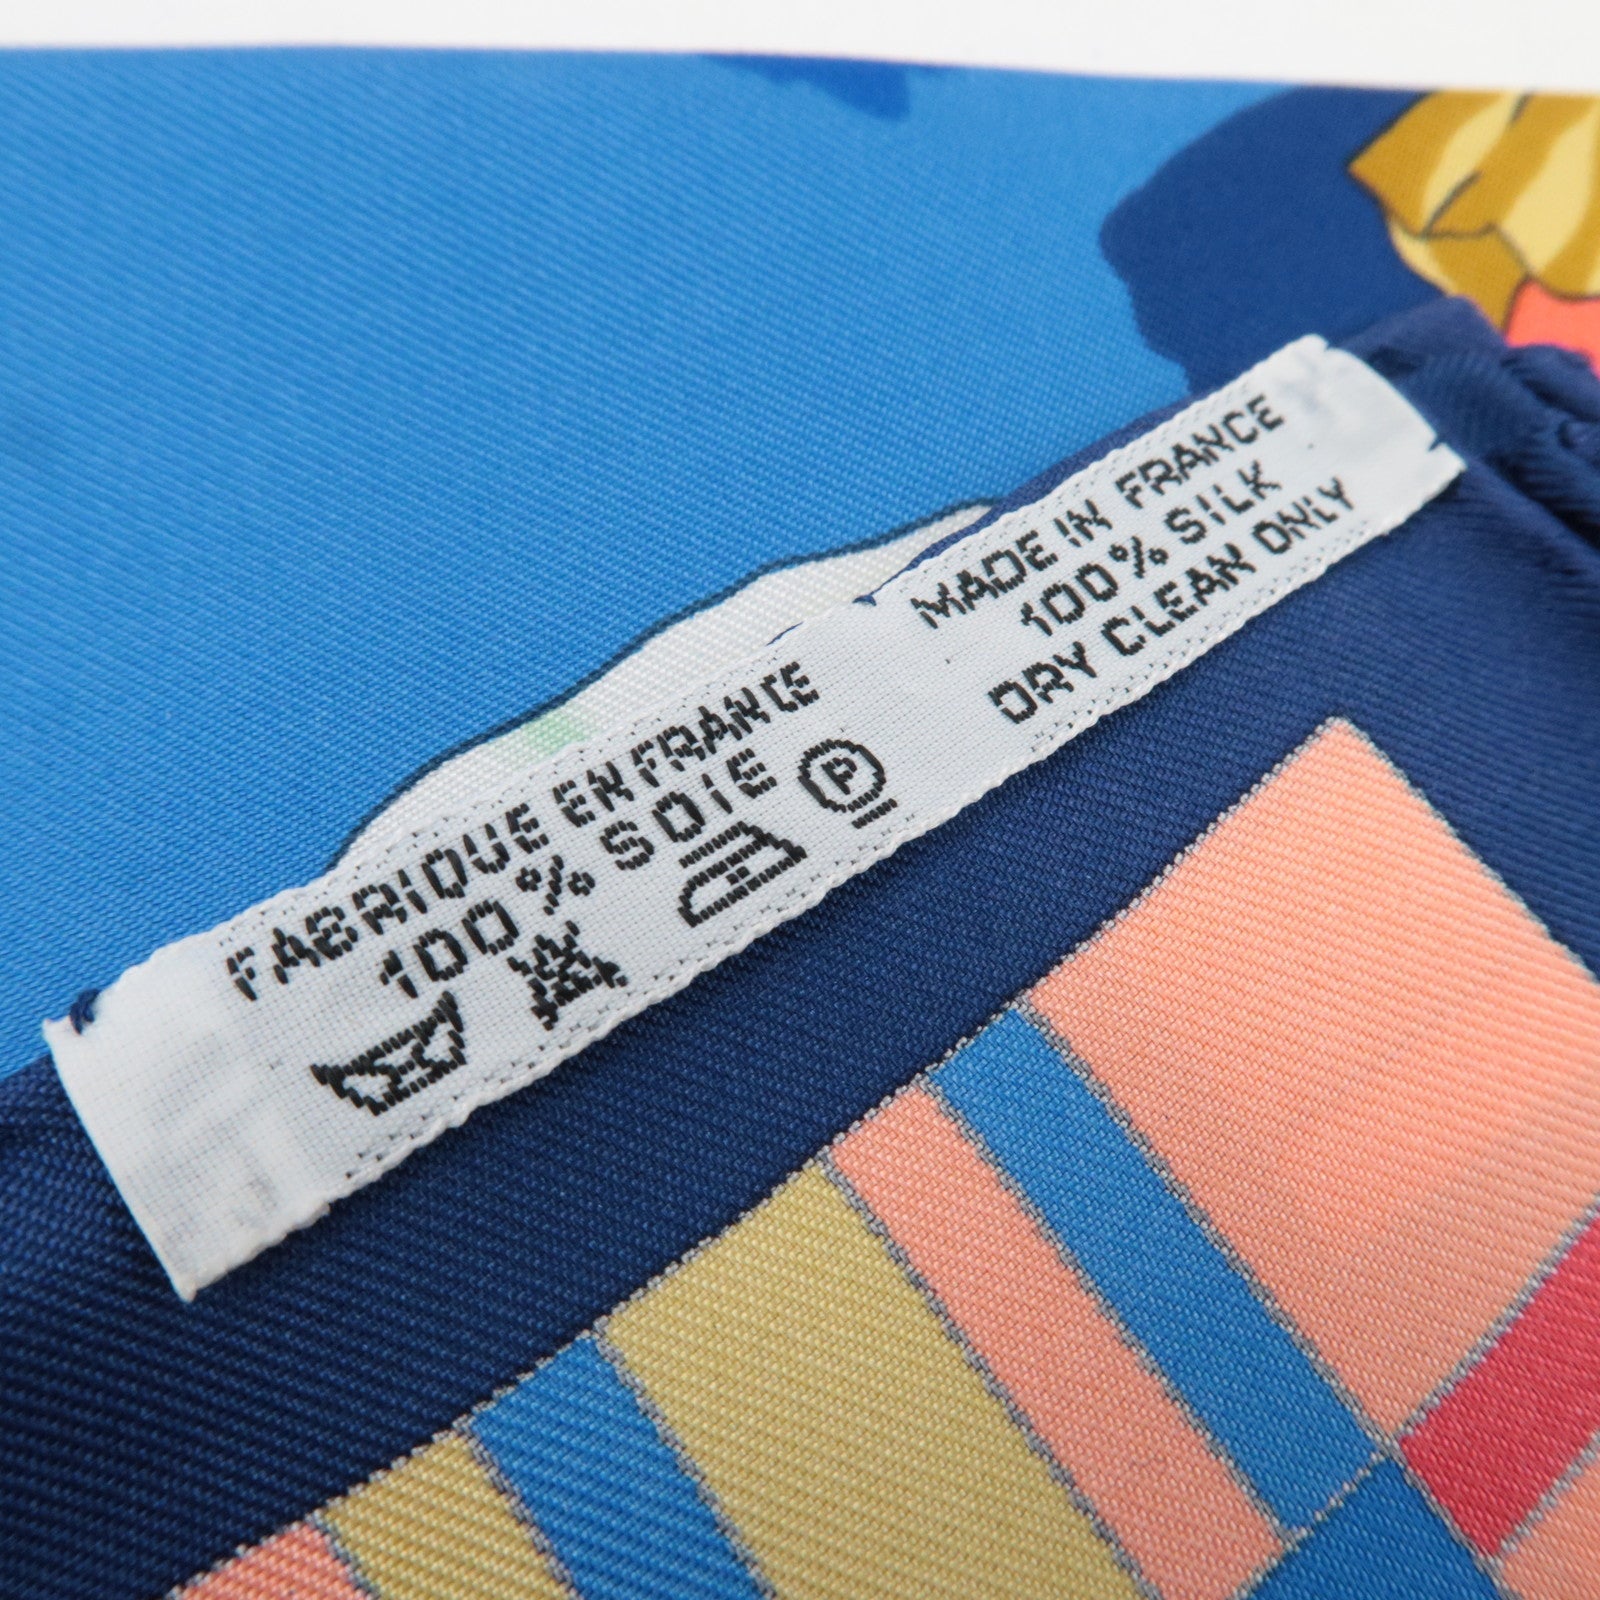 FABRIQUE EN FRANCE
100% SOIE
P
MADE IN FRANCE
100% SILK
DRY CLEAN ONLY